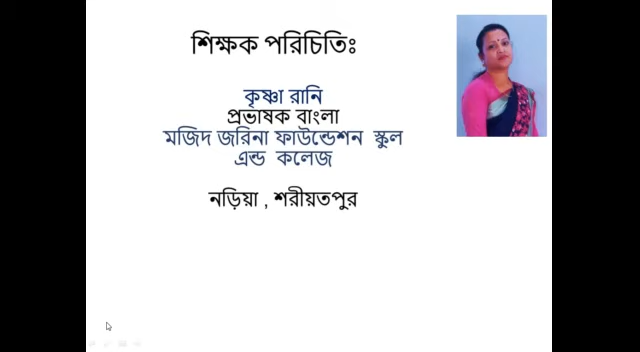 শিক্ষক পরিচিতিঃ
কৃষ্ণা রানি
প্রভাষক বাংলা
মজিদ জরিনা ফাউন্ডেশন স্কুল
এন্ড কলেজ
নড়িয়া , শরীয়তপুর